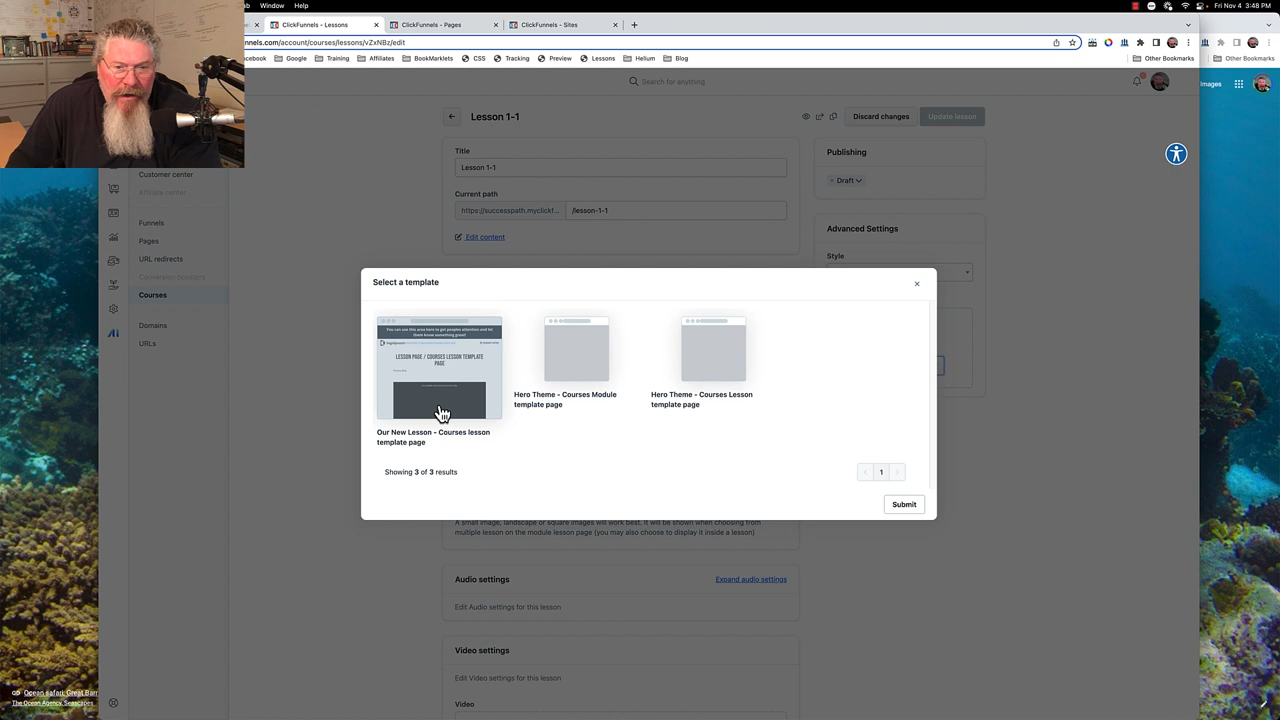 ab Window Help
Fri Nov 4 3:48 PM
ClickFunnels - Lessons
ClickFunnels - Pages
ClickFunnels - Sites
nnels.com/account/courses/lessons/vZxNBz/edit
cebook Google Training Affiliates BookMarklets CSS Tracking Preview Lessons Helium Blog Other Bookmarks Other Bookmarks
Search for anything
Images
Lesson 1-1
Discard changes
Update lesson
Title
Lesson 1-1
Current path
https://successpath.myclickf...
/lesson-1-1
Edit content
Publishing
Draft
Advanced Settings
Style
Customer center
Affiliate center
Funnels
Pages
URL redirects
Courses
Domains
URLs
Select a template
You can use this area here to get peoples attention and let
them know something great!
LESSON PAGE / COURSES LESSON TEMPLATE
PAGE
Our New Lesson - Courses lesson
template page
Hero Theme - Courses Module
template page
Hero Theme - Courses Lesson
template page
Showing 3 of 3 results
1
Submit
A small image, landscape or square images will work best. It will be shown when choosing from
multiple lesson on the module lesson page (you may also choose to display it inside a lesson)
Audio settings
Expand audio settings
Edit Audio settings for this lesson
Video settings
Edit Video settings for this lesson
Video
Ocean safari, Great Barr
The Ocean Agency, Seascapes